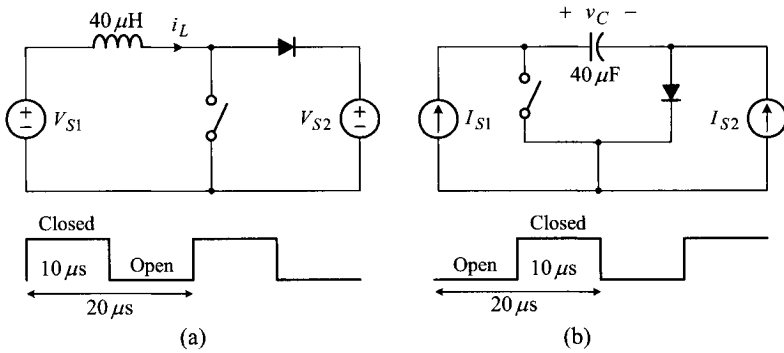 40 μH
i_L
V_S1
V_S2
Closed
10 μs
Open
20 μs
(a)
+ v_C −
40 μF
I_S1
I_S2
Closed
Open
10 μs
20 μs
(b)